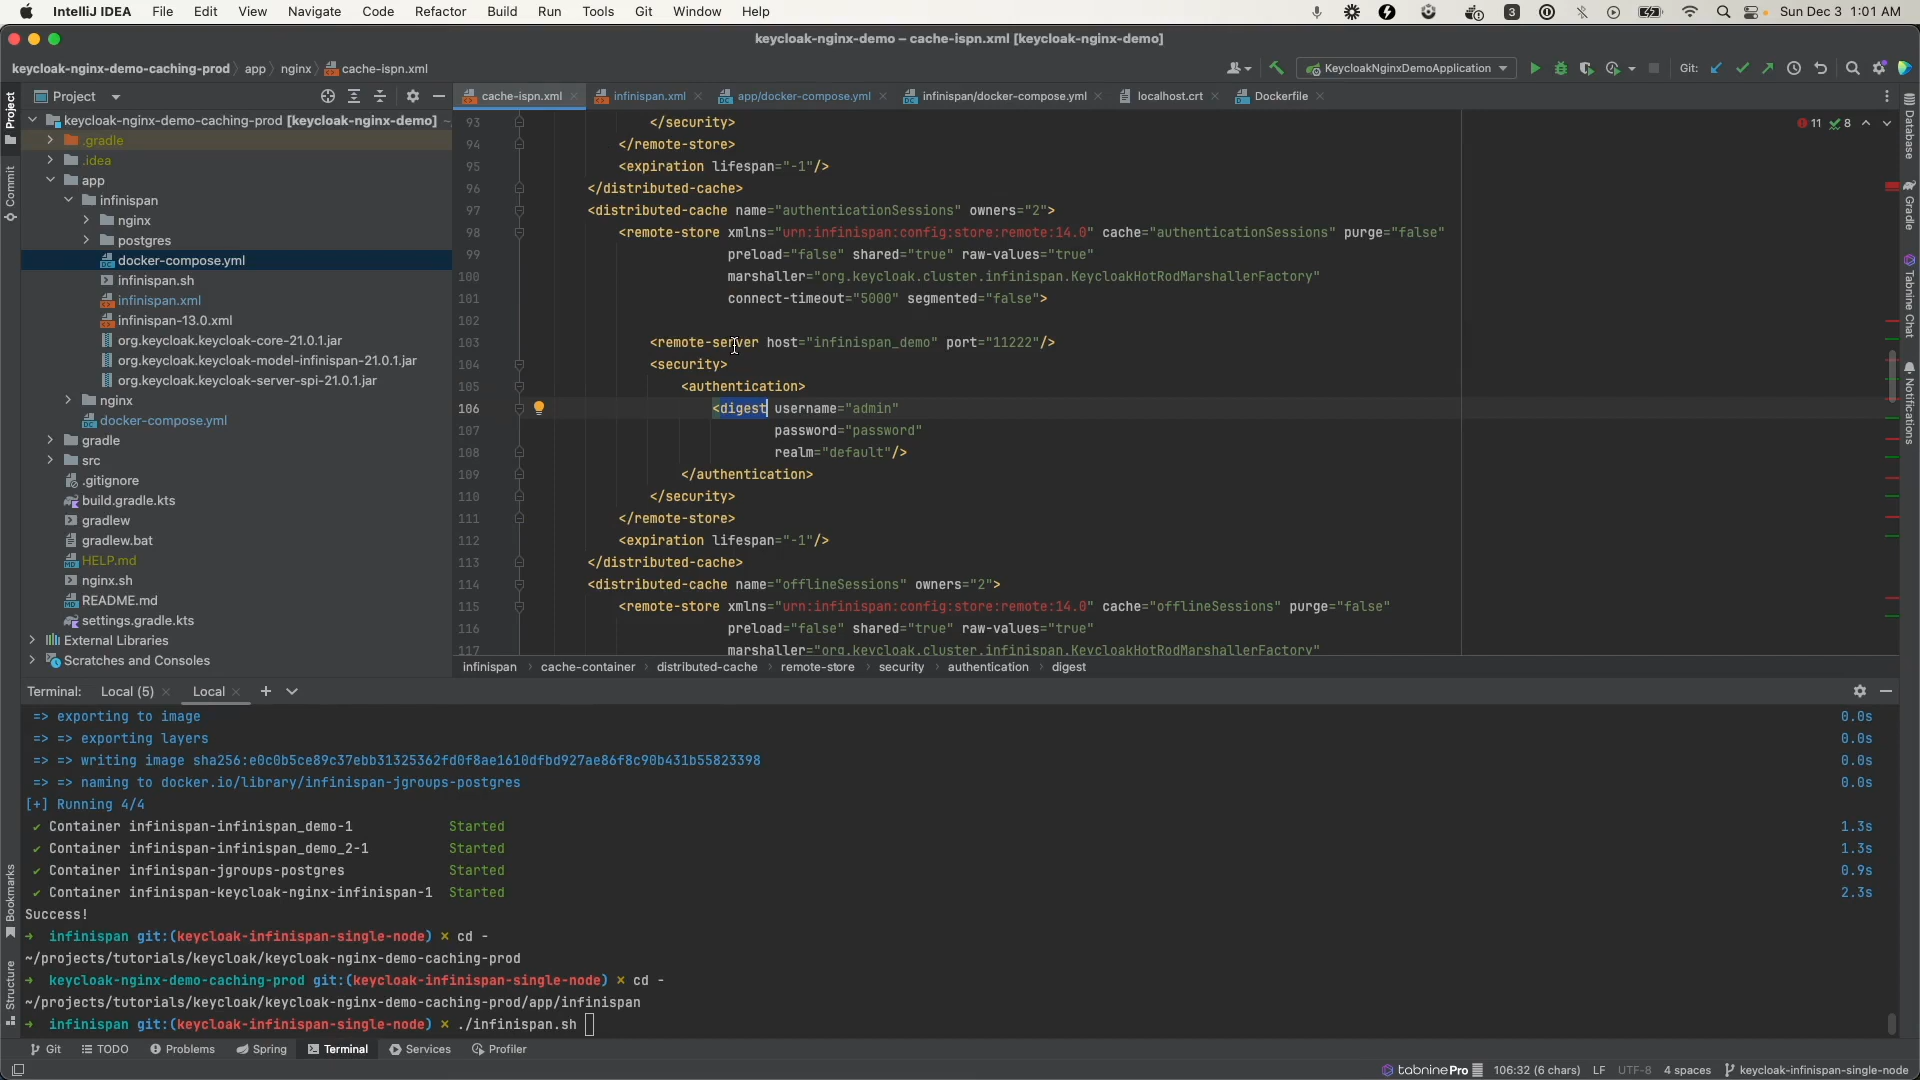 IntelliJ IDEA File Edit View Navigate Code Refactor Build Run Tools Git Window Help 3 Sun Dec 3 1:01 AM
keycloak-nginx-demo – cache-ispn.xml [keycloak-nginx-demo]
keycloak-nginx-demo-caching-prod app nginx cache-ispn.xml KeycloakNginxDemoApplication Git:
Project cache-ispn.xml infinispan.xml app/docker-compose.yml infinispan/docker-compose.yml localhost.crt Dockerfile
Project
Commit
Bookmarks
Structure
keycloak-nginx-demo-caching-prod [keycloak-nginx-demo]
.gradle
.idea
app
infinispan
nginx
postgres
docker-compose.yml
infinispan.sh
infinispan.xml
infinispan-13.0.xml
org.keycloak.keycloak-core-21.0.1.jar
org.keycloak.keycloak-model-infinispan-21.0.1.jar
org.keycloak.keycloak-server-spi-21.0.1.jar
nginx
docker-compose.yml
gradle
src
.gitignore
build.gradle.kts
gradlew
gradlew.bat
HELP.md
nginx.sh
README.md
settings.gradle.kts
External Libraries
Scratches and Consoles
11 8
93 </security>
94 </remote-store>
95 <expiration lifespan="-1"/>
96 </distributed-cache>
97 <distributed-cache name="authenticationSessions" owners="2">
98 <remote-store xmlns="urn:infinispan:config:store:remote:14.0" cache="authenticationSessions" purge="false"
99 preload="false" shared="true" raw-values="true"
100 marshaller="org.keycloak.cluster.infinispan.KeycloakHotRodMarshallerFactory"
101 connect-timeout="5000" segmented="false">
102
103 <remote-server host="infinispan_demo" port="11222"/>
104 <security>
105 <authentication>
106 <digest username="admin"
107 password="password"
108 realm="default"/>
109 </authentication>
110 </security>
111 </remote-store>
112 <expiration lifespan="-1"/>
113 </distributed-cache>
114 <distributed-cache name="offlineSessions" owners="2">
115 <remote-store xmlns="urn:infinispan:config:store:remote:14.0" cache="offlineSessions" purge="false"
116 preload="false" shared="true" raw-values="true"
117 marshaller="org.keycloak.cluster.infinispan.KeycloakHotRodMarshallerFactory"
infinispan cache-container distributed-cache remote-store security authentication digest
Database
Gradle
Tabnine Chat
Notifications
Terminal: Local (5) Local
=> exporting to image 0.0s
=> => exporting layers 0.0s
=> => writing image sha256:e0c0b5ce89c37ebb31325362fd0f8ae1610dfbd927ae86f8c90b431b55823398 0.0s
=> => naming to docker.io/library/infinispan-jgroups-postgres 0.0s
[+] Running 4/4
✔ Container infinispan-infinispan_demo-1 Started 1.3s
✔ Container infinispan-infinispan_demo_2-1 Started 1.3s
✔ Container infinispan-jgroups-postgres Started 0.9s
✔ Container infinispan-keycloak-nginx-infinispan-1 Started 2.3s
Success!
→ infinispan git:(keycloak-infinispan-single-node) × cd -
~/projects/tutorials/keycloak/keycloak-nginx-demo-caching-prod
→ keycloak-nginx-demo-caching-prod git:(keycloak-infinispan-single-node) × cd -
~/projects/tutorials/keycloak/keycloak-nginx-demo-caching-prod/app/infinispan
→ infinispan git:(keycloak-infinispan-single-node) × ./infinispan.sh
Git TODO Problems Spring Terminal Services Profiler
tabnine Pro 106:32 (6 chars) LF UTF-8 4 spaces keycloak-infinispan-single-node